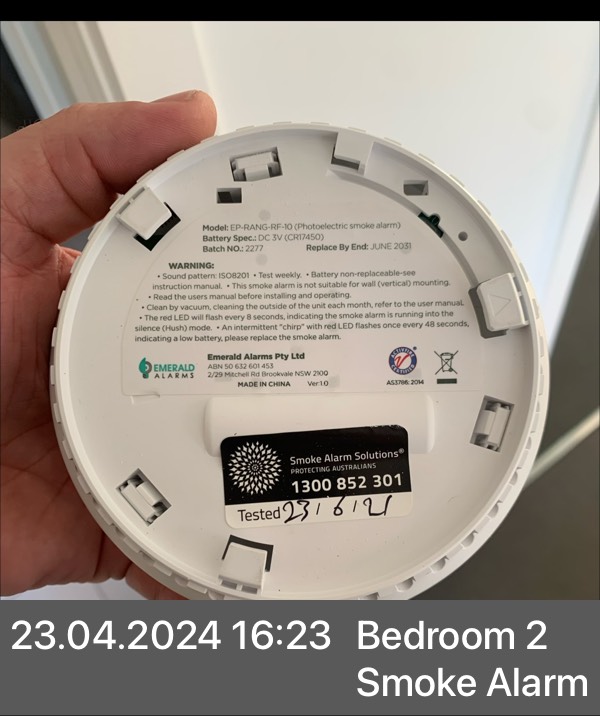 Model: EP-RANG-RF-10 (Photoelectric smoke alarm)
Battery Spec.: DC 3V (CR17450)
Batch NO.: 2277 Replace By End: JUNE 2031
WARNING:
• Sound pattern: ISO8201 • Test weekly. • Battery non-replaceable-see
instruction manual. • This smoke alarm is not suitable for wall (vertical) mounting.
• Read the users manual before installing and operating.
• Clean by vacuum, cleaning the outside of the unit each month, refer to the user manual.
• The red LED will flash every 8 seconds, indicating the smoke alarm is running into the
silence (Hush) mode. • An intermittent "chirp" with red LED flashes once every 48 seconds,
indicating a low battery, please replace the smoke alarm.
EMERALD
ALARMS
Emerald Alarms Pty Ltd
ABN 50 632 601 453
2/29 Mitchell Rd Brookvale NSW 2100
MADE IN CHINA Ver1.0
AS3786: 2014
Smoke Alarm Solutions®
PROTECTING AUSTRALIANS
1300 852 301
Tested 23/6/21
23.04.2024 16:23 Bedroom 2
Smoke Alarm